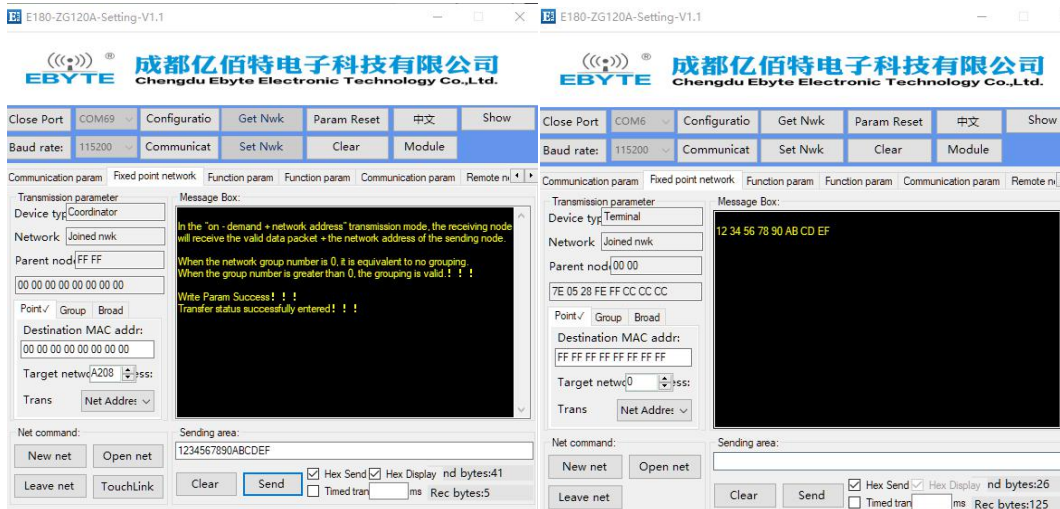 E180-ZG120A-Setting-V1.1
EBYTE
®
成都亿佰特电子科技有限公司
Chengdu Ebyte Electronic Technology Co.,Ltd.
Close Port COM69 Configuratio Get Nwk Param Reset 中文 Show
Baud rate: 115200 Communicat Set Nwk Clear Module
Communication param Fixed point network Function param Function param Communication param Remote n
Transmission parameter
Device typ Coordinator
Network Joined nwk
Parent nod FF FF
00 00 00 00 00 00 00 00
Point✓ Group Broad
Destination MAC addr:
00 00 00 00 00 00 00 00
Target netwo A208 ess:
Trans Net Addres
Message Box:
In the "on - demand + network address" transmission mode, the receiving node
will receive the valid data packet + the network address of the sending node.
When the network group number is 0, it is equivalent to no grouping.
When the group number is greater than 0, the grouping is valid.！！！
Write Param Success！！！
Transfer status successfully entered！！！
Net command:
New net Open net
Leave net TouchLink
Sending area:
1234567890ABCDEF
Clear Send Hex Send Hex Display nd bytes:41
Timed tran ms Rec bytes:5
E180-ZG120A-Setting-V1.1
EBYTE
®
成都亿佰特电子科技有限公司
Chengdu Ebyte Electronic Technology Co.,Ltd.
Close Port COM6 Configuratio Get Nwk Param Reset 中文 Show
Baud rate: 115200 Communicat Set Nwk Clear Module
Communication param Fixed point network Function param Function param Communication param Remote n
Transmission parameter
Device typ Terminal
Network Joined nwk
Parent nod 00 00
7E 05 28 FE FF CC CC CC
Point✓ Group Broad
Destination MAC addr:
FF FF FF FF FF FF FF FF
Target netwo 0 ess:
Trans Net Addres
Message Box:
12 34 56 78 90 AB CD EF
Net command:
New net Open net
Leave net
Sending area:
Clear Send Hex Send Hex Display nd bytes:26
Timed tran ms Rec bytes:125